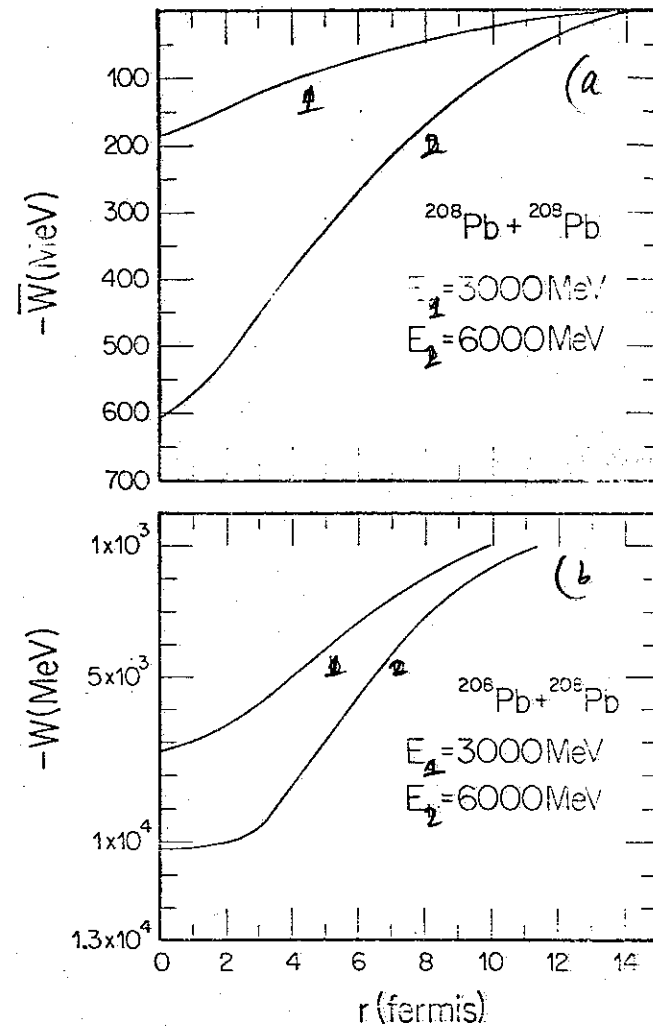 100
200
300
400
500
600
700
-W̅(MeV)
(a
1
2
²⁰⁸Pb + ²⁰⁸Pb
E₁=3000MeV
E₂=6000MeV
1x10³
5x10³
1x10⁴
1.3x10⁴
-W(MeV)
(b
1
2
²⁰⁸Pb+²⁰⁸Pb
E₁=3000MeV
E₂=6000MeV
0 2 4 6 8 10 12 14
r (fermis)